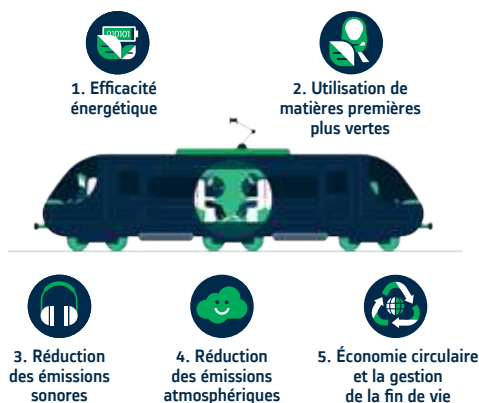 010101
1. Efficacité
énergétique
2. Utilisation de
matières premières
plus vertes
3. Réduction
des émissions
sonores
4. Réduction
des émissions
atmosphériques
5. Économie circulaire
et la gestion
de la fin de vie